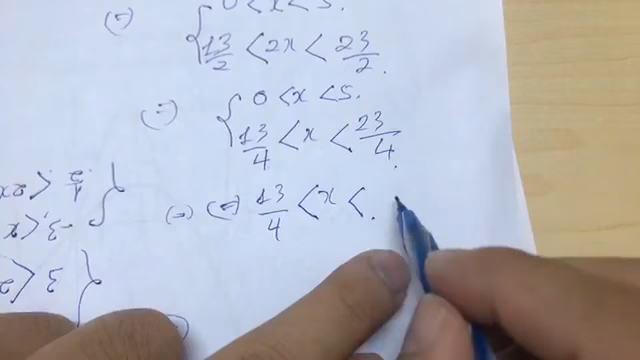 (=) { 0 < x < 5.
13/2 < 2x < 23/2.
(=) { 0 < x < 5.
13/4 < x < 23/4.
(=) (=) 13/4 < x < .